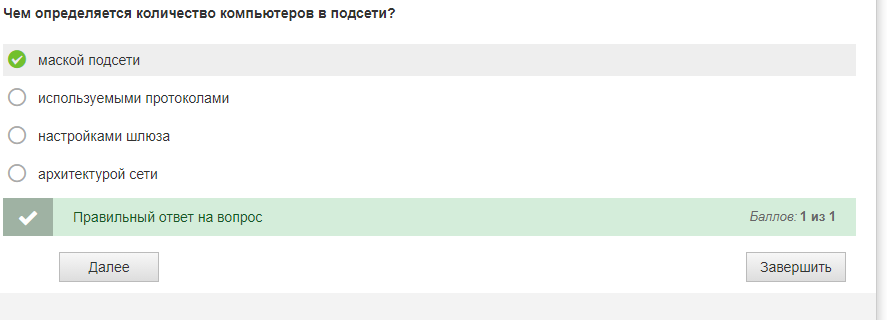 Чем определяется количество компьютеров в подсети?
маской подсети
используемыми протоколами
настройками шлюза
архитектурой сети
Правильный ответ на вопрос Баллов: 1 из 1
Далее Завершить